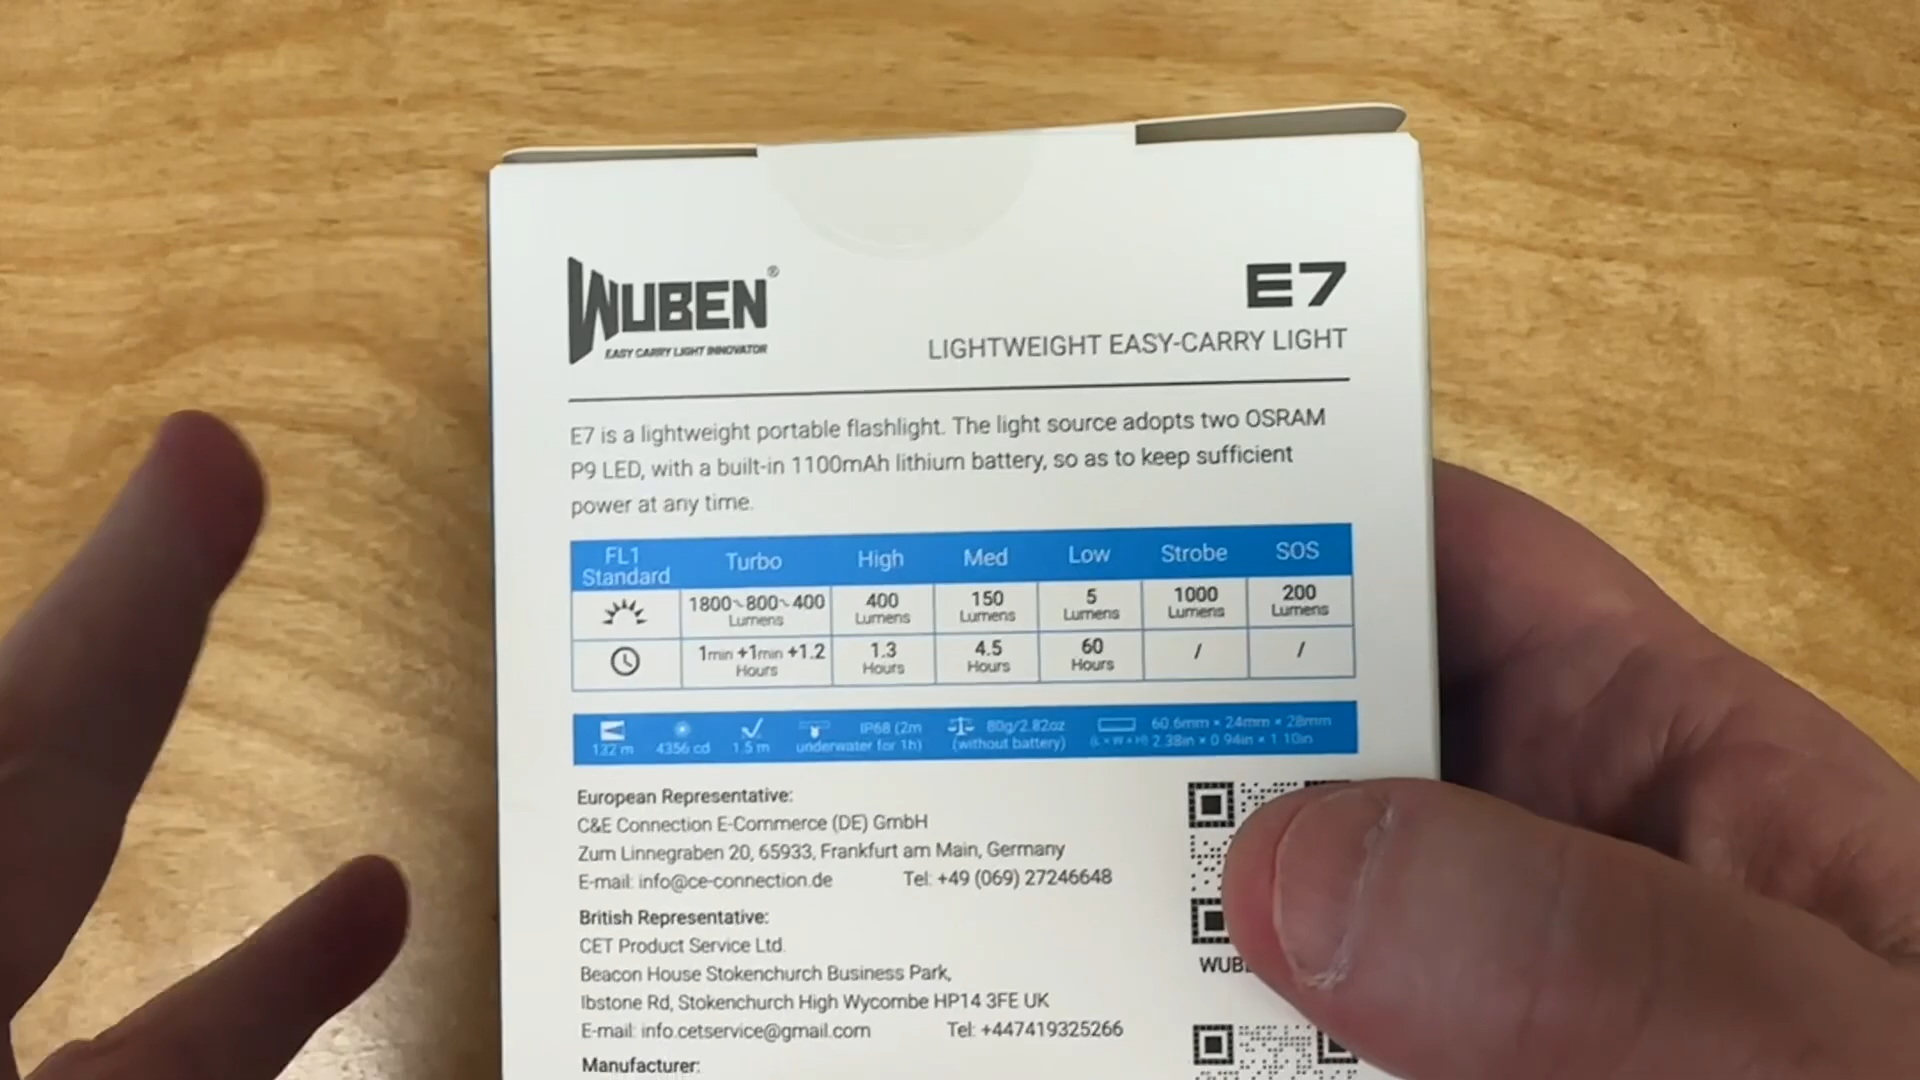 WUBEN®
EASY CARRY LIGHT INNOVATOR
E7
LIGHTWEIGHT EASY-CARRY LIGHT
E7 is a lightweight portable flashlight. The light source adopts two OSRAM
P9 LED, with a built-in 1100mAh lithium battery, so as to keep sufficient
power at any time.
FL1 Standard Turbo High Med Low Strobe SOS
1800~800~400 Lumens 400 Lumens 150 Lumens 5 Lumens 1000 Lumens 200 Lumens
1min +1min +1.2 Hours 1.3 Hours 4.5 Hours 60 Hours / /
132 m 4356 cd 1.5 m IP68 (2m underwater for 1h) 80g/2.82oz (without battery) 60.6mm × 24mm × 28mm
(L × W × H) 2.38in × 0.94in × 1.10in
European Representative:
C&E Connection E-Commerce (DE) GmbH
Zum Linnegraben 20, 65933, Frankfurt am Main, Germany
E-mail: info@ce-connection.de Tel: +49 (069) 27246648
British Representative:
CET Product Service Ltd.
Beacon House Stokenchurch Business Park,
Ibstone Rd, Stokenchurch High Wycombe HP14 3FE UK
E-mail: info.cetservice@gmail.com Tel: +447419325266
Manufacturer: